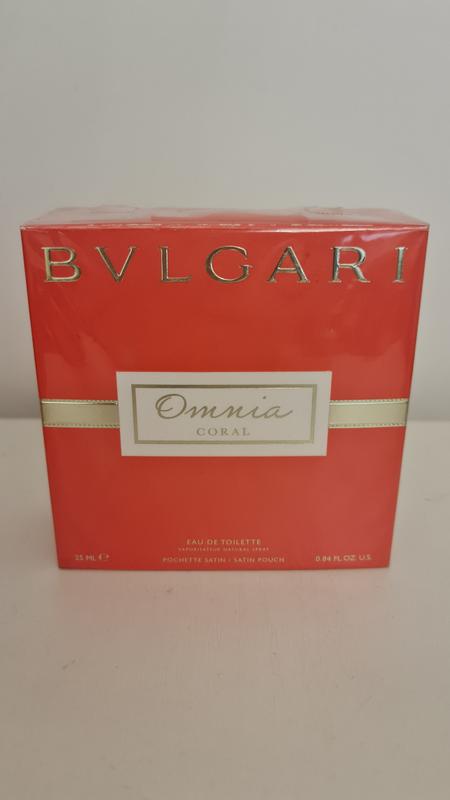 BVLGARI
Omnia
CORAL
EAU DE TOILETTE
VAPORISATEUR NATURAL SPRAY
25 ML ℮ POCHETTE SATIN · SATIN POUCH 0.84 FL.OZ. U.S.